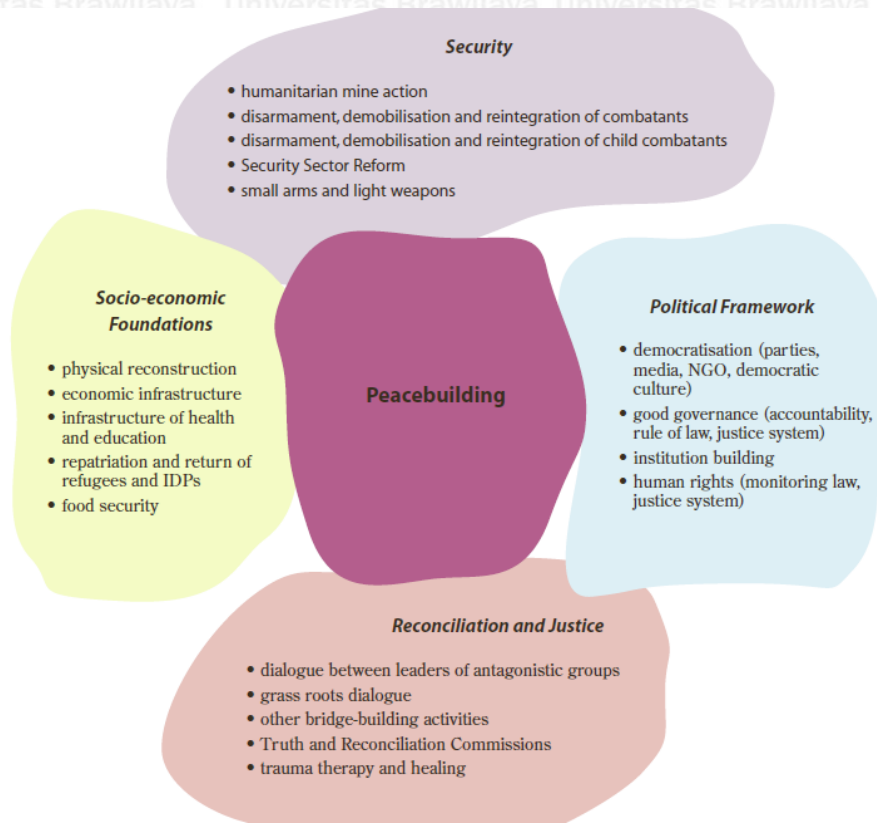 Universitas Brawijaya Universitas Brawijaya
Security
• humanitarian mine action
• disarmament, demobilisation and reintegration of combatants
• disarmament, demobilisation and reintegration of child combatants
• Security Sector Reform
• small arms and light weapons
Socio-economic
Foundations
• physical reconstruction
• economic infrastructure
• infrastructure of health
and education
• repatriation and return of
refugees and IDPs
• food security
Peacebuilding
Political Framework
• democratisation (parties,
media, NGO, democratic
culture)
• good governance (accountability,
rule of law, justice system)
• institution building
• human rights (monitoring law,
justice system)
Reconciliation and Justice
• dialogue between leaders of antagonistic groups
• grass roots dialogue
• other bridge-building activities
• Truth and Reconciliation Commissions
• trauma therapy and healing